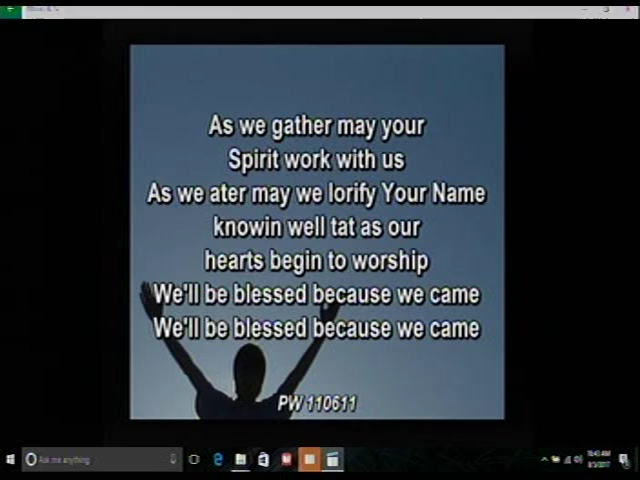 As we gather may your
Spirit work with us
As we ater may we lorify Your Name
knowin well tat as our
hearts begin to worship
We'll be blessed because we came
We'll be blessed because we came
PW 110611
Ask me anything